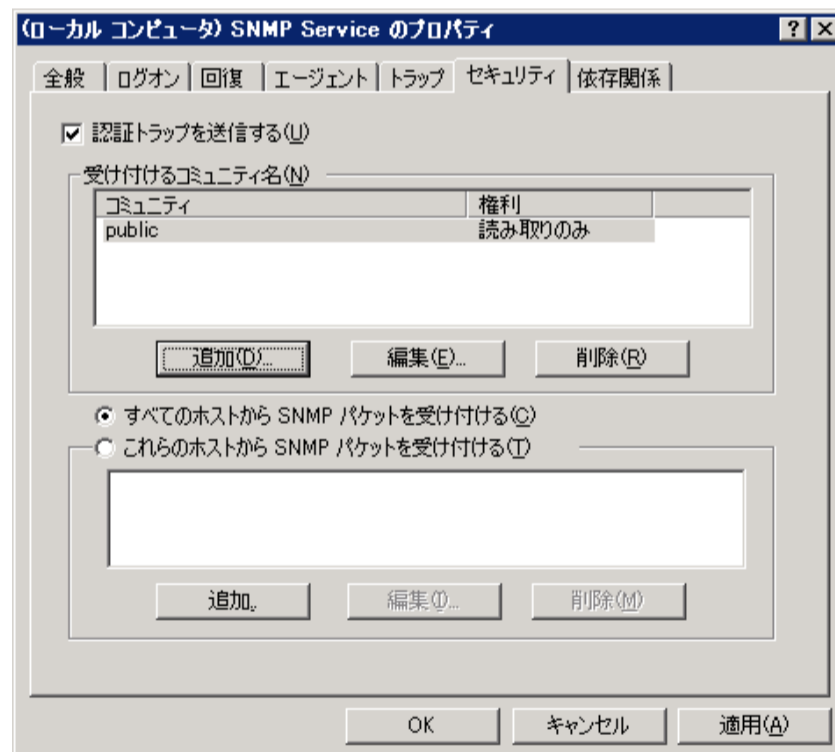 (ローカル コンピュータ) SNMP Service のプロパティ
全般 ログオン 回復 エージェント トラップ セキュリティ 依存関係
認証トラップを送信する(U)
受け付けるコミュニティ名(N)
コミュニティ 権利
public 読み取りのみ
追加(D)... 編集(E)... 削除(R)
すべてのホストから SNMP パケットを受け付ける(C)
これらのホストから SNMP パケットを受け付ける(T)
追加.. 編集(I)... 削除(M)
OK キャンセル 適用(A)